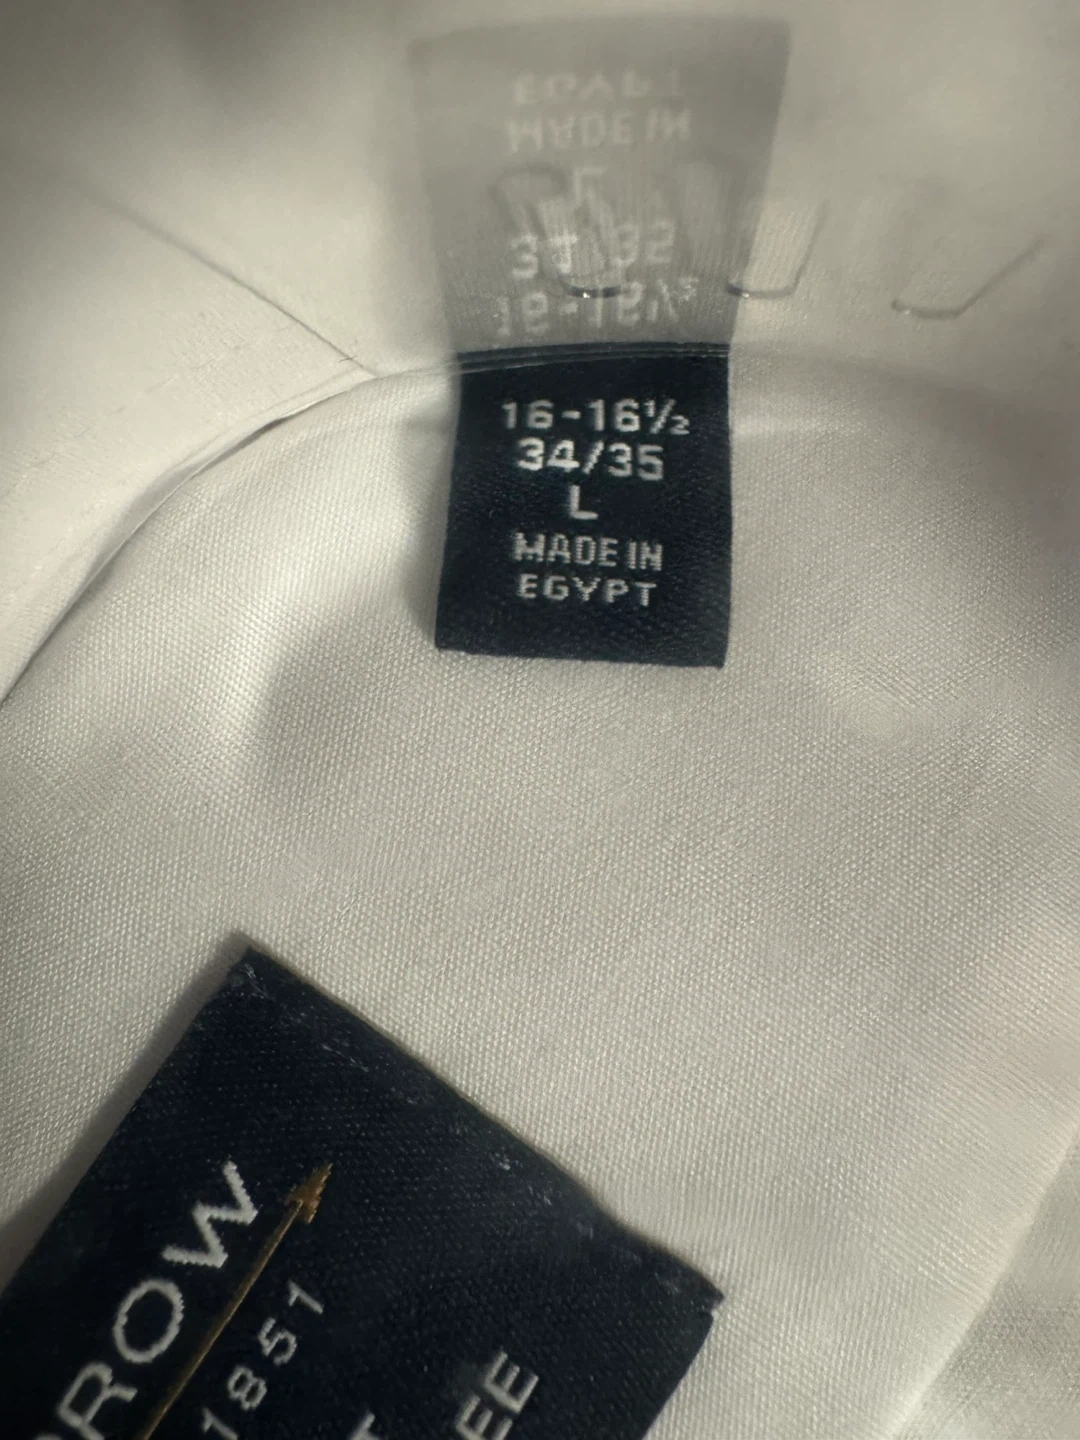 16-16½
34/35
L
MADE IN
EGYPT
ROW
1851
EE